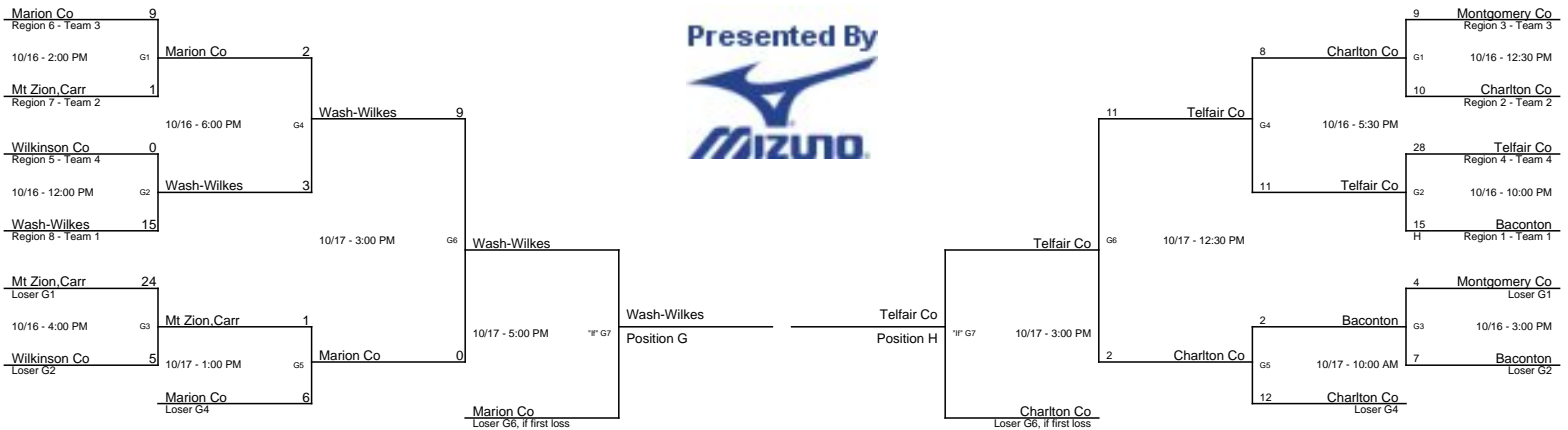 Marion Co 9
Region 6 - Team 3
10/16 - 2:00 PM G1
Mt Zion,Carr 1
Region 7 - Team 2
Marion Co 2
10/16 - 6:00 PM G4
Wilkinson Co 0
Region 5 - Team 4
10/16 - 12:00 PM G2
Wash-Wilkes 15
Region 8 - Team 1
Wash-Wilkes 3
Wash-Wilkes 9
10/17 - 3:00 PM G6
Mt Zion,Carr 24
Loser G1
10/16 - 4:00 PM G3
Wilkinson Co 5
Loser G2
Mt Zion,Carr 1
10/17 - 1:00 PM G5
Marion Co 6
Loser G4
Marion Co 0
Wash-Wilkes
10/17 - 5:00 PM "If" G7
Marion Co
Loser G6, if first loss
Wash-Wilkes
Position G
Presented By
MIZUNO
Telfair Co
Position H
Telfair Co
"If" G7 10/17 - 3:00 PM
Charlton Co
Loser G6, if first loss
11 Telfair Co
G6 10/17 - 12:30 PM
2 Charlton Co
8 Charlton Co
G4 10/16 - 5:30 PM
11 Telfair Co
2 Baconton
G5 10/17 - 10:00 AM
12 Charlton Co
Loser G4
9 Montgomery Co
Region 3 - Team 3
G1 10/16 - 12:30 PM
10 Charlton Co
Region 2 - Team 2
28 Telfair Co
Region 4 - Team 4
G2 10/16 - 10:00 PM
15 Baconton
H Region 1 - Team 1
4 Montgomery Co
Loser G1
G3 10/16 - 3:00 PM
7 Baconton
Loser G2